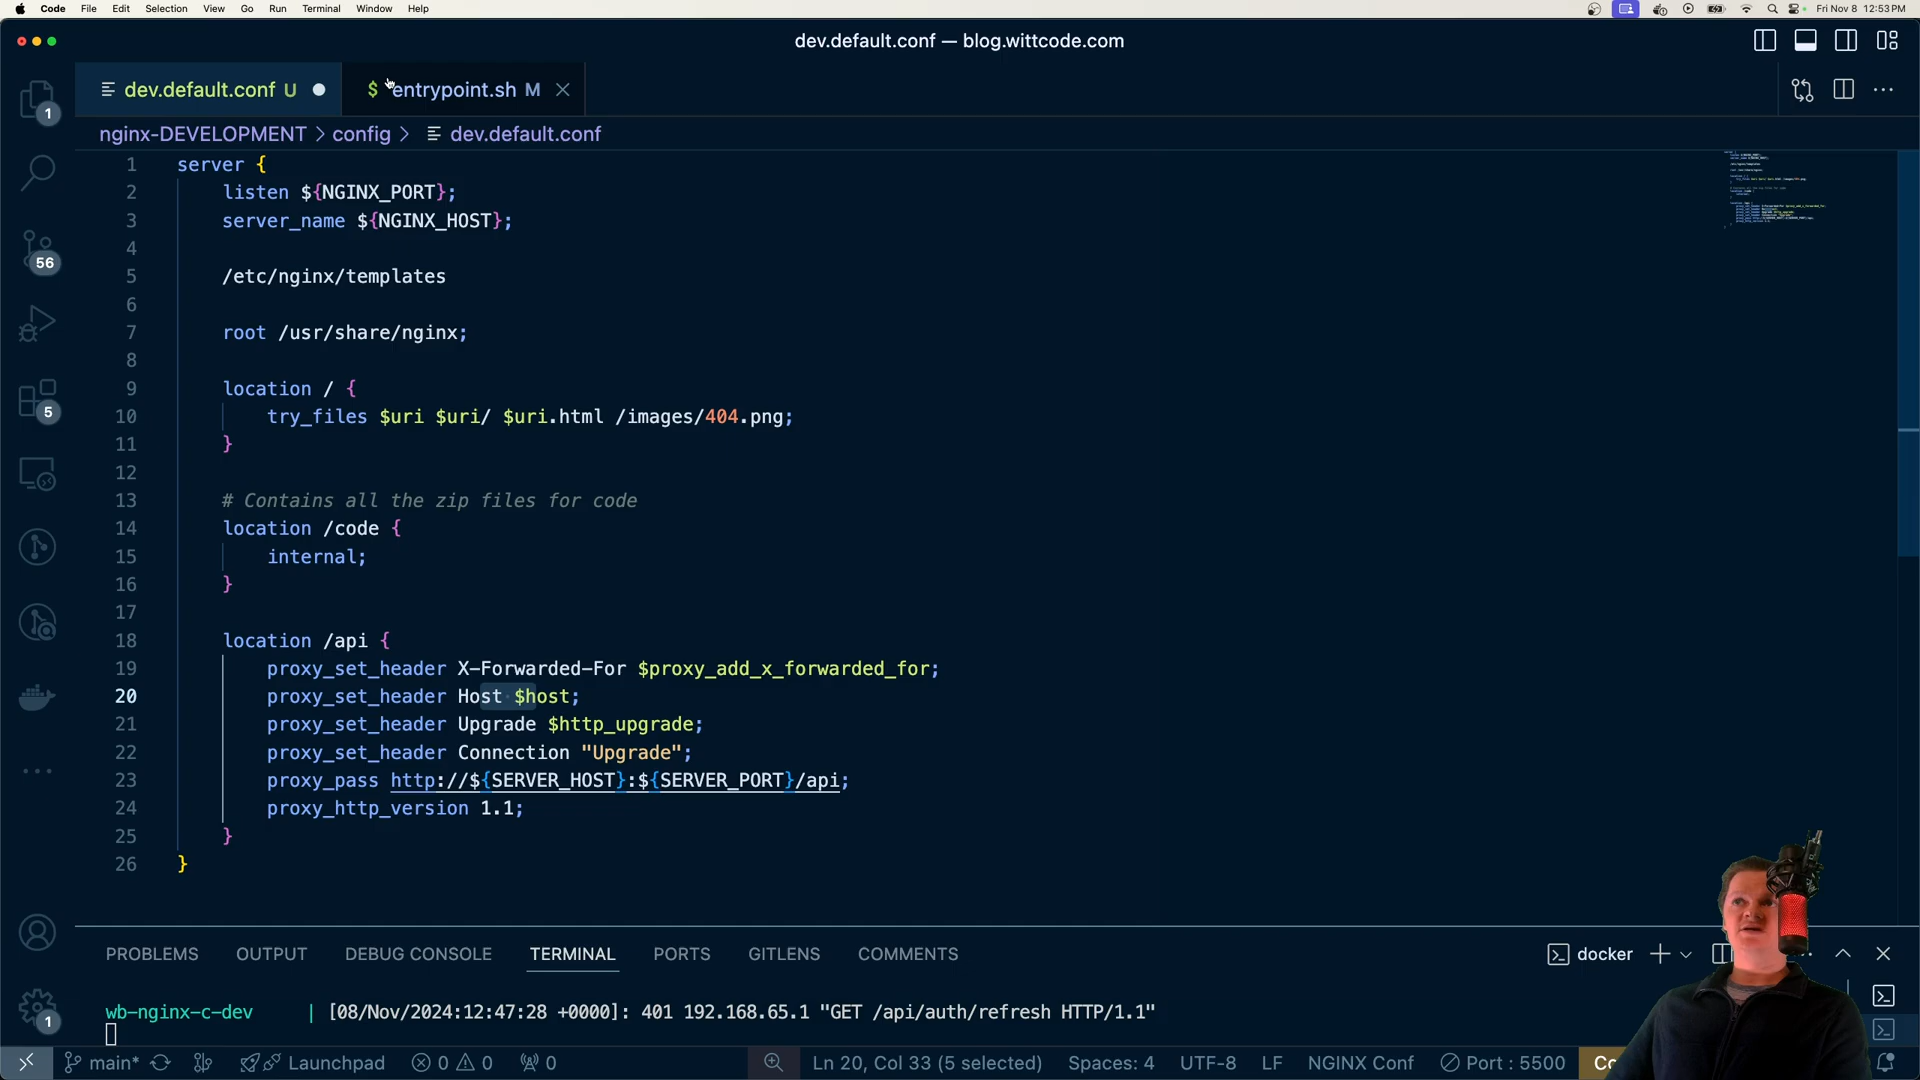 Code File Edit Selection View Go Run Terminal Window Help Fri Nov 8 12:53 PM
dev.default.conf — blog.wittcode.com
dev.default.conf U $ entrypoint.sh M
nginx-DEVELOPMENT > config > dev.default.conf
1 server {
2 listen ${NGINX_PORT};
3 server_name ${NGINX_HOST};
4
5 /etc/nginx/templates
6
7 root /usr/share/nginx;
8
9 location / {
10 try_files $uri $uri/ $uri.html /images/404.png;
11 }
12
13 # Contains all the zip files for code
14 location /code {
15 internal;
16 }
17
18 location /api {
19 proxy_set_header X-Forwarded-For $proxy_add_x_forwarded_for;
20 proxy_set_header Host $host;
21 proxy_set_header Upgrade $http_upgrade;
22 proxy_set_header Connection "Upgrade";
23 proxy_pass http://${SERVER_HOST}:${SERVER_PORT}/api;
24 proxy_http_version 1.1;
25 }
26 }
1
56
5
1
PROBLEMS OUTPUT DEBUG CONSOLE TERMINAL PORTS GITLENS COMMENTS docker
wb-nginx-c-dev | [08/Nov/2024:12:47:28 +0000]: 401 192.168.65.1 "GET /api/auth/refresh HTTP/1.1"
main* Launchpad 0 0 0 Ln 20, Col 33 (5 selected) Spaces: 4 UTF-8 LF NGINX Conf Port : 5500